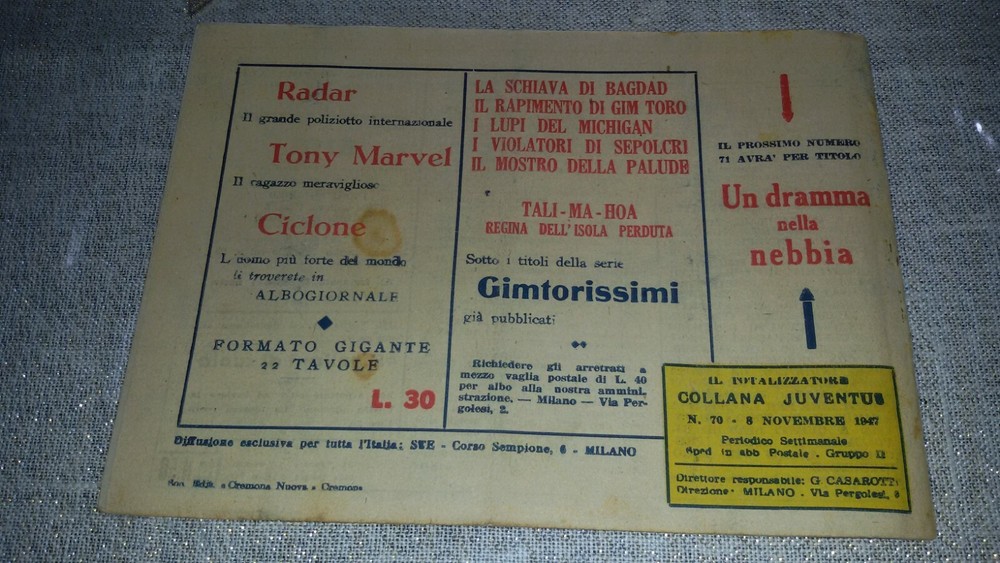 Radar
Il grande poliziotto internazionale
Tony Marvel
Il ragazzo meraviglioso
Ciclone
L'uomo più forte del mondo
li troverete in
ALBOGIORNALE
FORMATO GIGANTE
22 TAVOLE
L. 30
LA SCHIAVA DI BAGDAD
IL RAPIMENTO DI GIM TORO
I LUPI DEL MICHIGAN
I VIOLATORI DI SEPOLCRI
IL MOSTRO DELLA PALUDE
TALI-MA-HOA
REGINA DELL'ISOLA PERDUTA
Sotto i titoli della serie
Gimtorissimi
già pubblicati
Richiedere gli arretrati a
mezzo vaglia postale di L. 40
per albo alla nostra ammini,
strazione. — Milano — Via Per-
golesi, 2.
IL PROSSIMO NUMERO
71 AVRA' PER TITOLO
Un dramma
nella
nebbia
IL TOTALIZZATORE
COLLANA JUVENTUS
N. 70 - 8 NOVEMBRE 1947
Periodico Settimanale
Sped in abb Postale . Gruppo II
Direttore responsabile: G CASAROTTI
Direzione: MILANO . Via Pergolesi,
Diffusione esclusiva per tutta l'Italia: STE - Corso Sempione, 6 - MILANO
« Cremona Nuova » Cremona